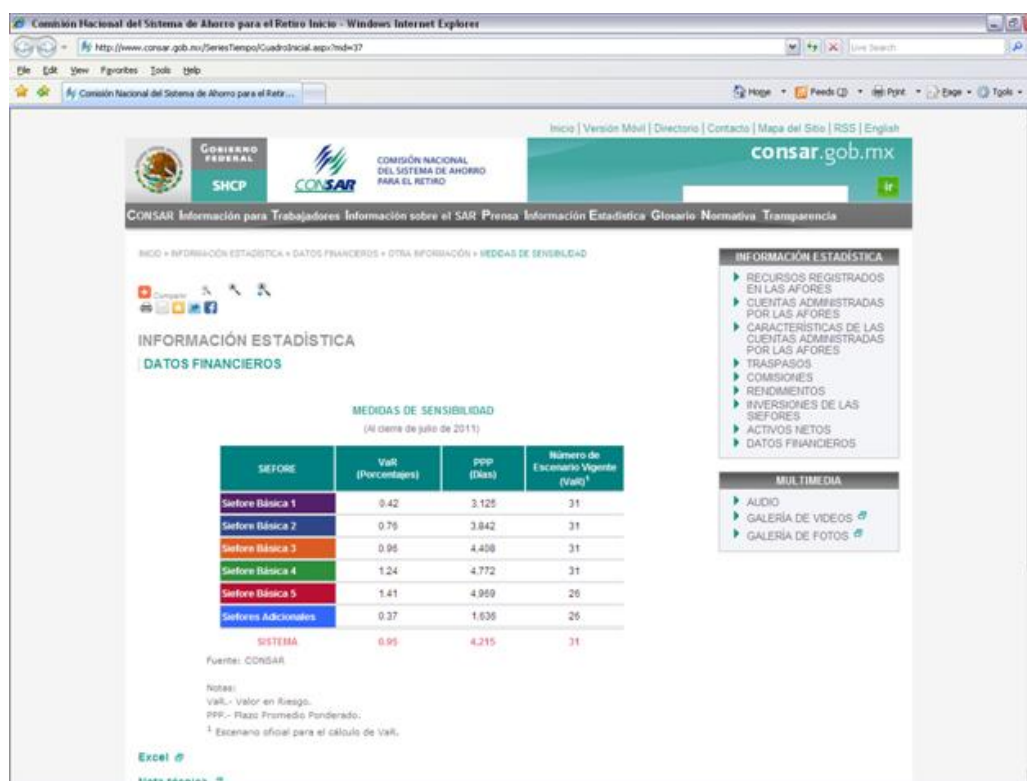 Comisión Nacional del Sistema de Ahorro para el Retiro Inicio - Windows Internet Explorer
http://www.consar.gob.mx/SeriesTiempo/CuadroInicial.aspx?md=37
Live Search
File Edit View Favorites Tools Help
Comisión Nacional del Sistema de Ahorro para el Retir...
Home Feeds (J) Print Page Tools
Inicio | Versión Móvil | Directorio | Contacto | Mapa del Sitio | RSS | English
GOBIERNO
FEDERAL
SHCP
CONSAR
COMISIÓN NACIONAL
DEL SISTEMA DE AHORRO
PARA EL RETIRO
consar.gob.mx
ir
CONSAR Información para Trabajadores Información sobre el SAR Prensa Información Estadística Glosario Normativa Transparencia
INICIO » INFORMACIÓN ESTADÍSTICA » DATOS FINANCIEROS » OTRA INFORMACIÓN » MEDIDAS DE SENSIBILIDAD
Compartir
INFORMACIÓN ESTADÍSTICA
DATOS FINANCIEROS
MEDIDAS DE SENSIBILIDAD
(Al cierre de julio de 2011)
SIEFORE VaR (Porcentajes) PPP (Días) Número de Escenario Vigente (VaR)¹
Siefore Básica 1 0.42 3,125 31
Siefore Básica 2 0.76 3,842 31
Siefore Básica 3 0.96 4,408 31
Siefore Básica 4 1.24 4,772 31
Siefore Básica 5 1.41 4,969 26
Siefores Adicionales 0.37 1,636 26
SISTEMA 0.95 4,215 31
Fuente: CONSAR
Notas:
VaR.- Valor en Riesgo.
PPP.- Plazo Promedio Ponderado.
¹ Escenario oficial para el cálculo de VaR.
Excel
Nota técnica
INFORMACIÓN ESTADÍSTICA
RECURSOS REGISTRADOS
EN LAS AFORES
CUENTAS ADMINISTRADAS
POR LAS AFORES
CARACTERÍSTICAS DE LAS
CUENTAS ADMINISTRADAS
POR LAS AFORES
TRASPASOS
COMISIONES
RENDIMIENTOS
INVERSIONES DE LAS
SIEFORES
ACTIVOS NETOS
DATOS FINANCIEROS
MULTIMEDIA
AUDIO
GALERÍA DE VIDEOS
GALERÍA DE FOTOS